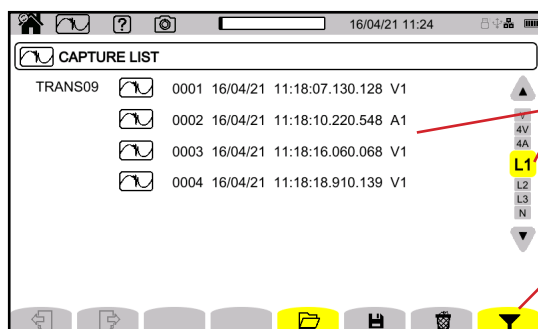 ? 16/04/21 11:24
CAPTURE LIST
TRANS09 0001 16/04/21 11:18:07.130.128 V1
0002 16/04/21 11:18:10.220.548 A1
0003 16/04/21 11:18:16.060.068 V1
0004 16/04/21 11:18:18.910.139 V1
4V
4A
L1
L2
L3
N